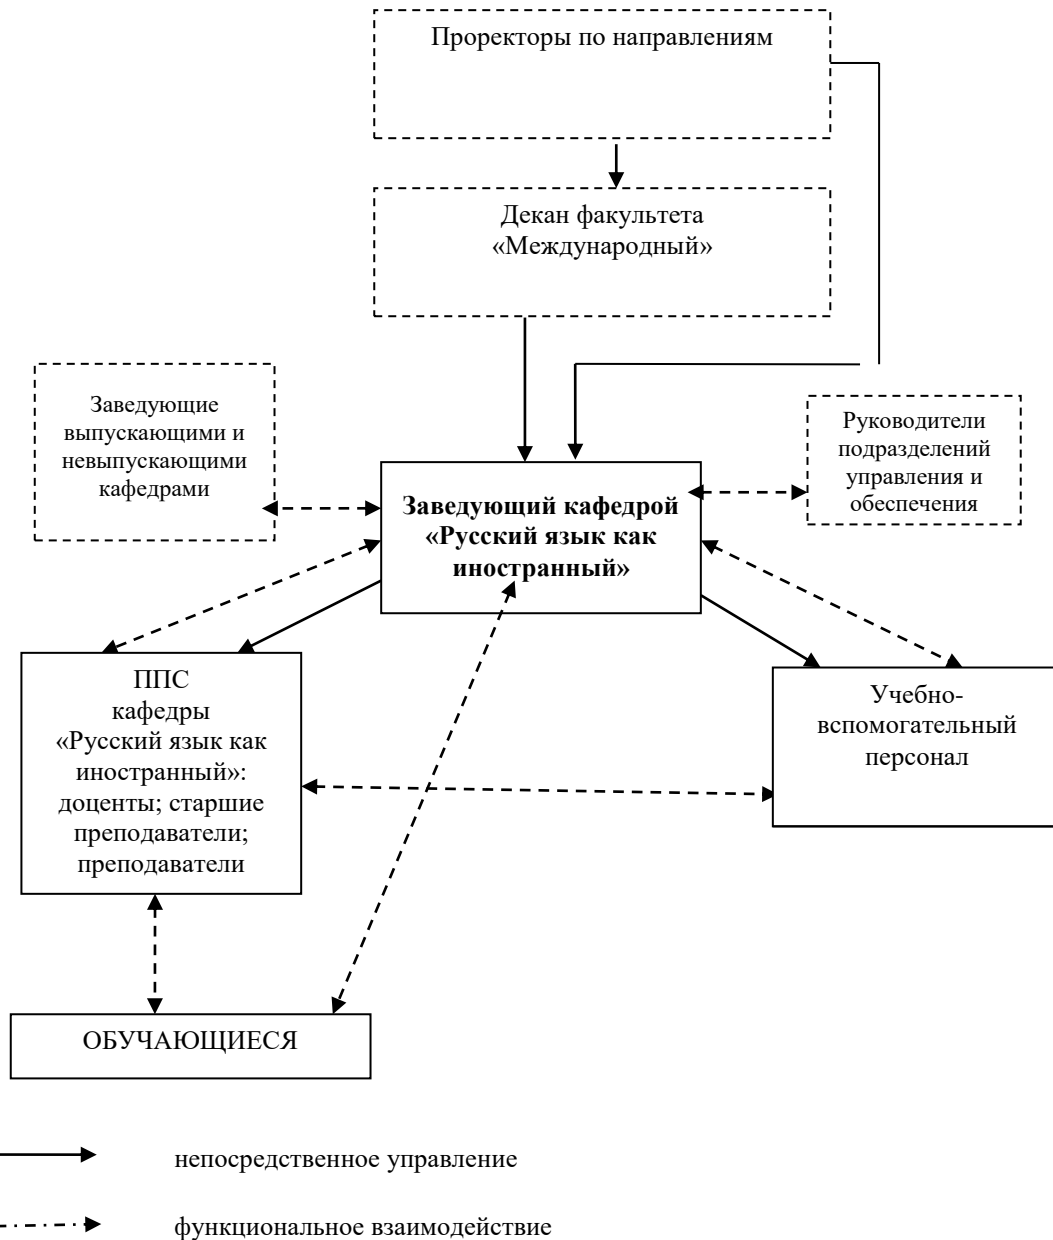 Проректоры по направлениям
Декан факультета
«Международный»
Заведующие
выпускающими и
невыпускающими
кафедрами
Руководители
подразделений
управления и
обеспечения
Заведующий кафедрой
«Русский язык как
иностранный»
ППС
кафедры
«Русский язык как
иностранный»:
доценты; старшие
преподаватели;
преподаватели
Учебно-
вспомогательный
персонал
ОБУЧАЮЩИЕСЯ
непосредственное управление
функциональное взаимодействие